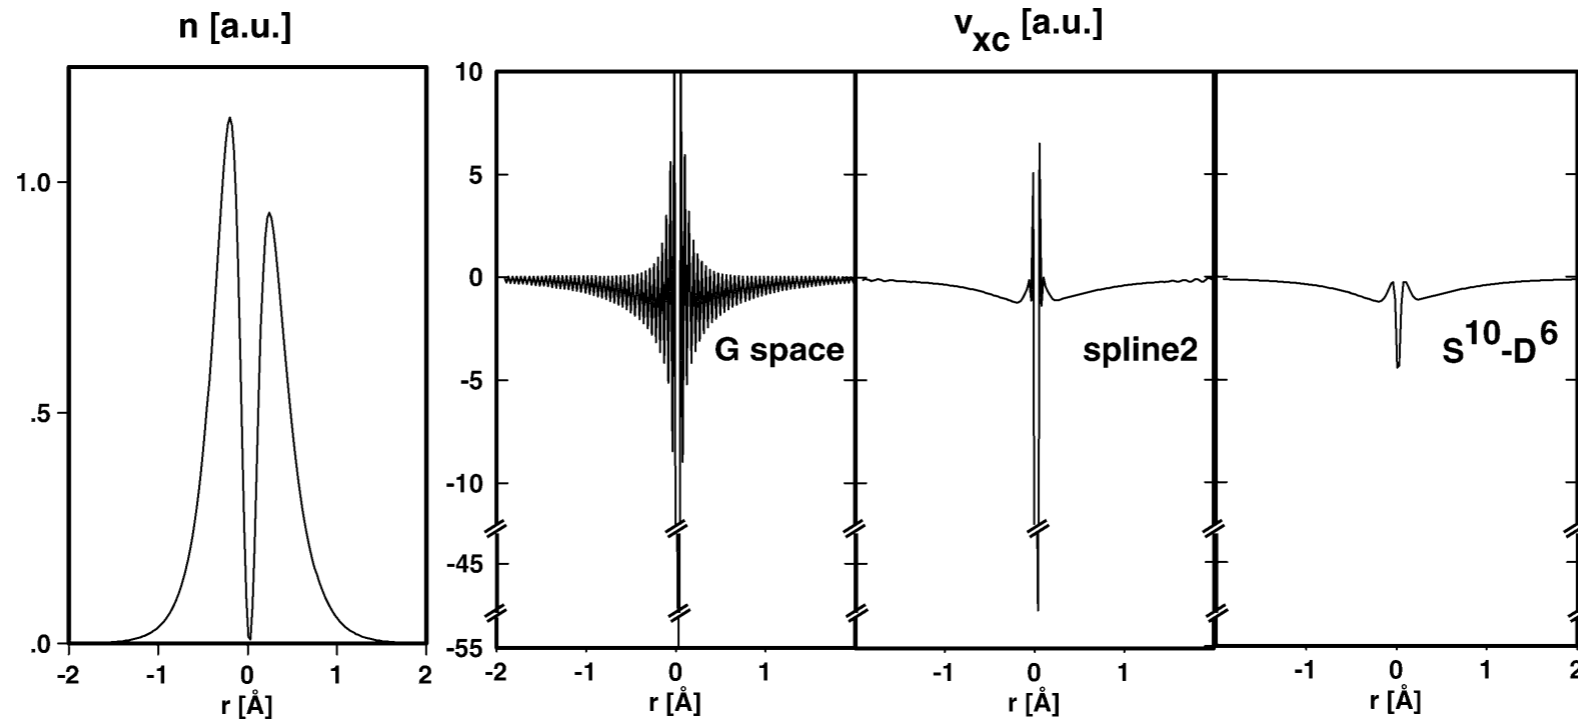 n [a.u.]
1.0
.5
.0
-2 -1 0 1 2
r [Å]
v_xc [a.u.]
10
5
0
-5
-10
-45
-55
G space
-2 -1 0 1
r [Å]
spline2
-1 0 1
r [Å]
S^10-D^6
-1 0 1 2
r [Å]